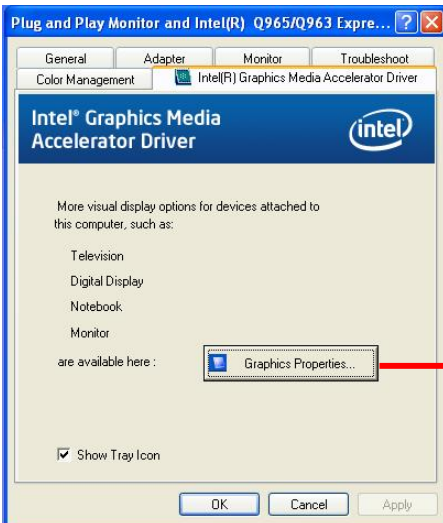 Plug and Play Monitor and Intel(R) Q965/Q963 Expre...
General Adapter Monitor Troubleshoot
Color Management Intel(R) Graphics Media Accelerator Driver
Intel® Graphics Media
Accelerator Driver
intel
More visual display options for devices attached to
this computer, such as:
Television
Digital Display
Notebook
Monitor
are available here : Graphics Properties...
Show Tray Icon
OK Cancel Apply